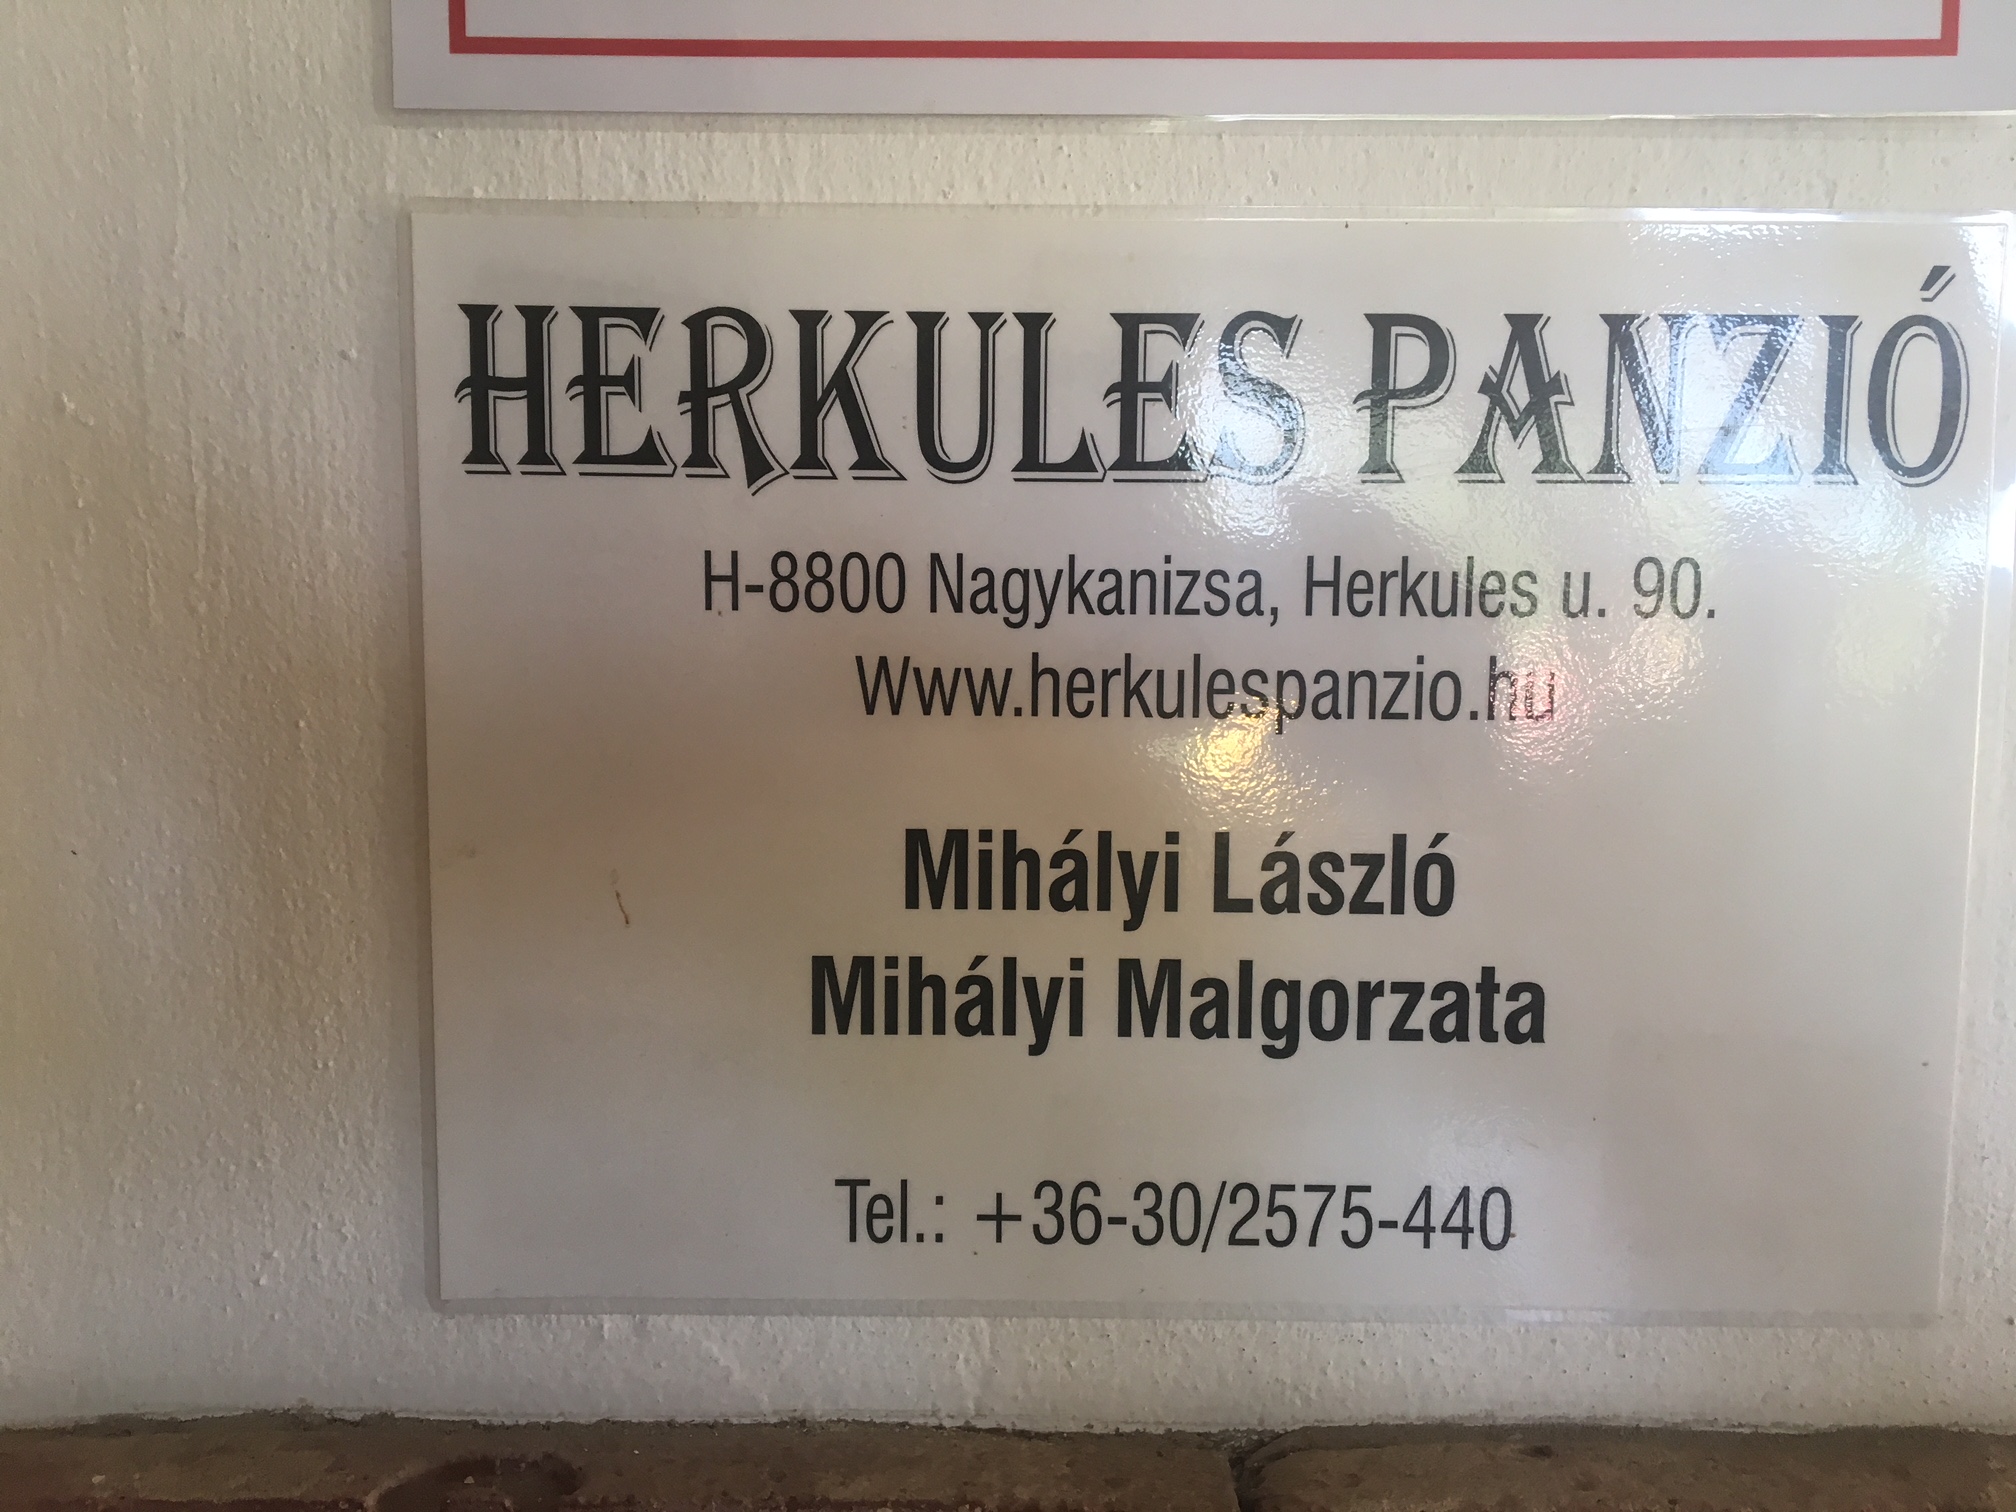 HERKULES PANZIÓ
H-8800 Nagykanizsa, Herkules u. 90.
Www.herkulespanzio.hu
Mihályi László
Mihályi Malgorzata
Tel.: +36-30/2575-440